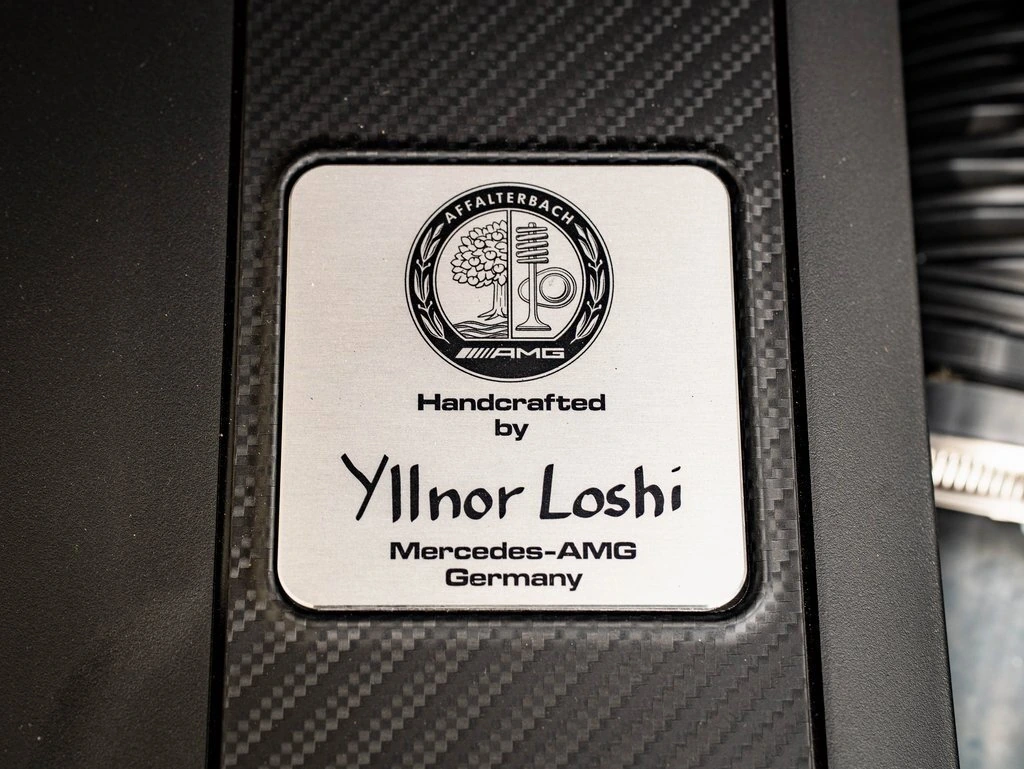 AFFALTERBACH
AMG
Handcrafted
by
Yllnor Loshi
Mercedes-AMG
Germany